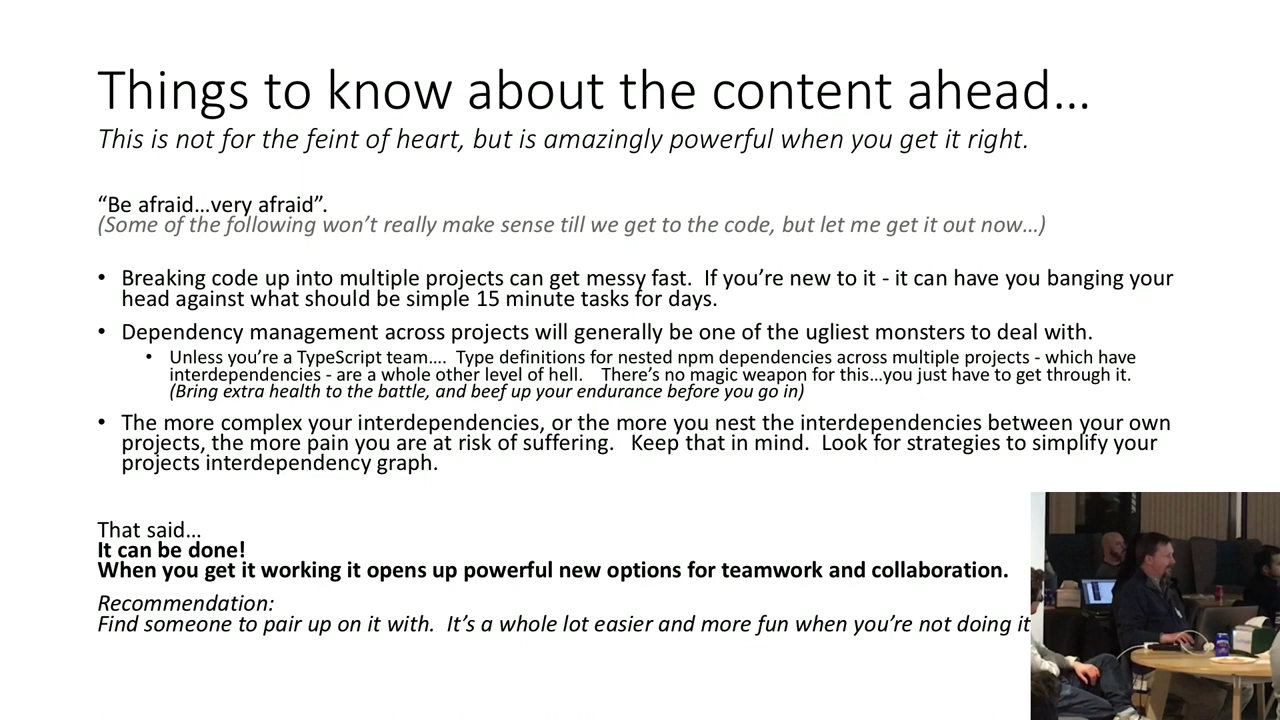 Things to know about the content ahead…
This is not for the feint of heart, but is amazingly powerful when you get it right.
“Be afraid…very afraid”.
(Some of the following won’t really make sense till we get to the code, but let me get it out now…)
• Breaking code up into multiple projects can get messy fast.  If you’re new to it - it can have you banging your
head against what should be simple 15 minute tasks for days.
• Dependency management across projects will generally be one of the ugliest monsters to deal with.
• Unless you’re a TypeScript team….  Type definitions for nested npm dependencies across multiple projects - which have
interdependencies - are a whole other level of hell.    There’s no magic weapon for this…you just have to get through it.
(Bring extra health to the battle, and beef up your endurance before you go in)
• The more complex your interdependencies, or the more you nest the interdependencies between your own
projects, the more pain you are at risk of suffering.   Keep that in mind.  Look for strategies to simplify your
projects interdependency graph.
That said…
It can be done!
When you get it working it opens up powerful new options for teamwork and collaboration.
Recommendation:
Find someone to pair up on it with.  It’s a whole lot easier and more fun when you’re not doing it